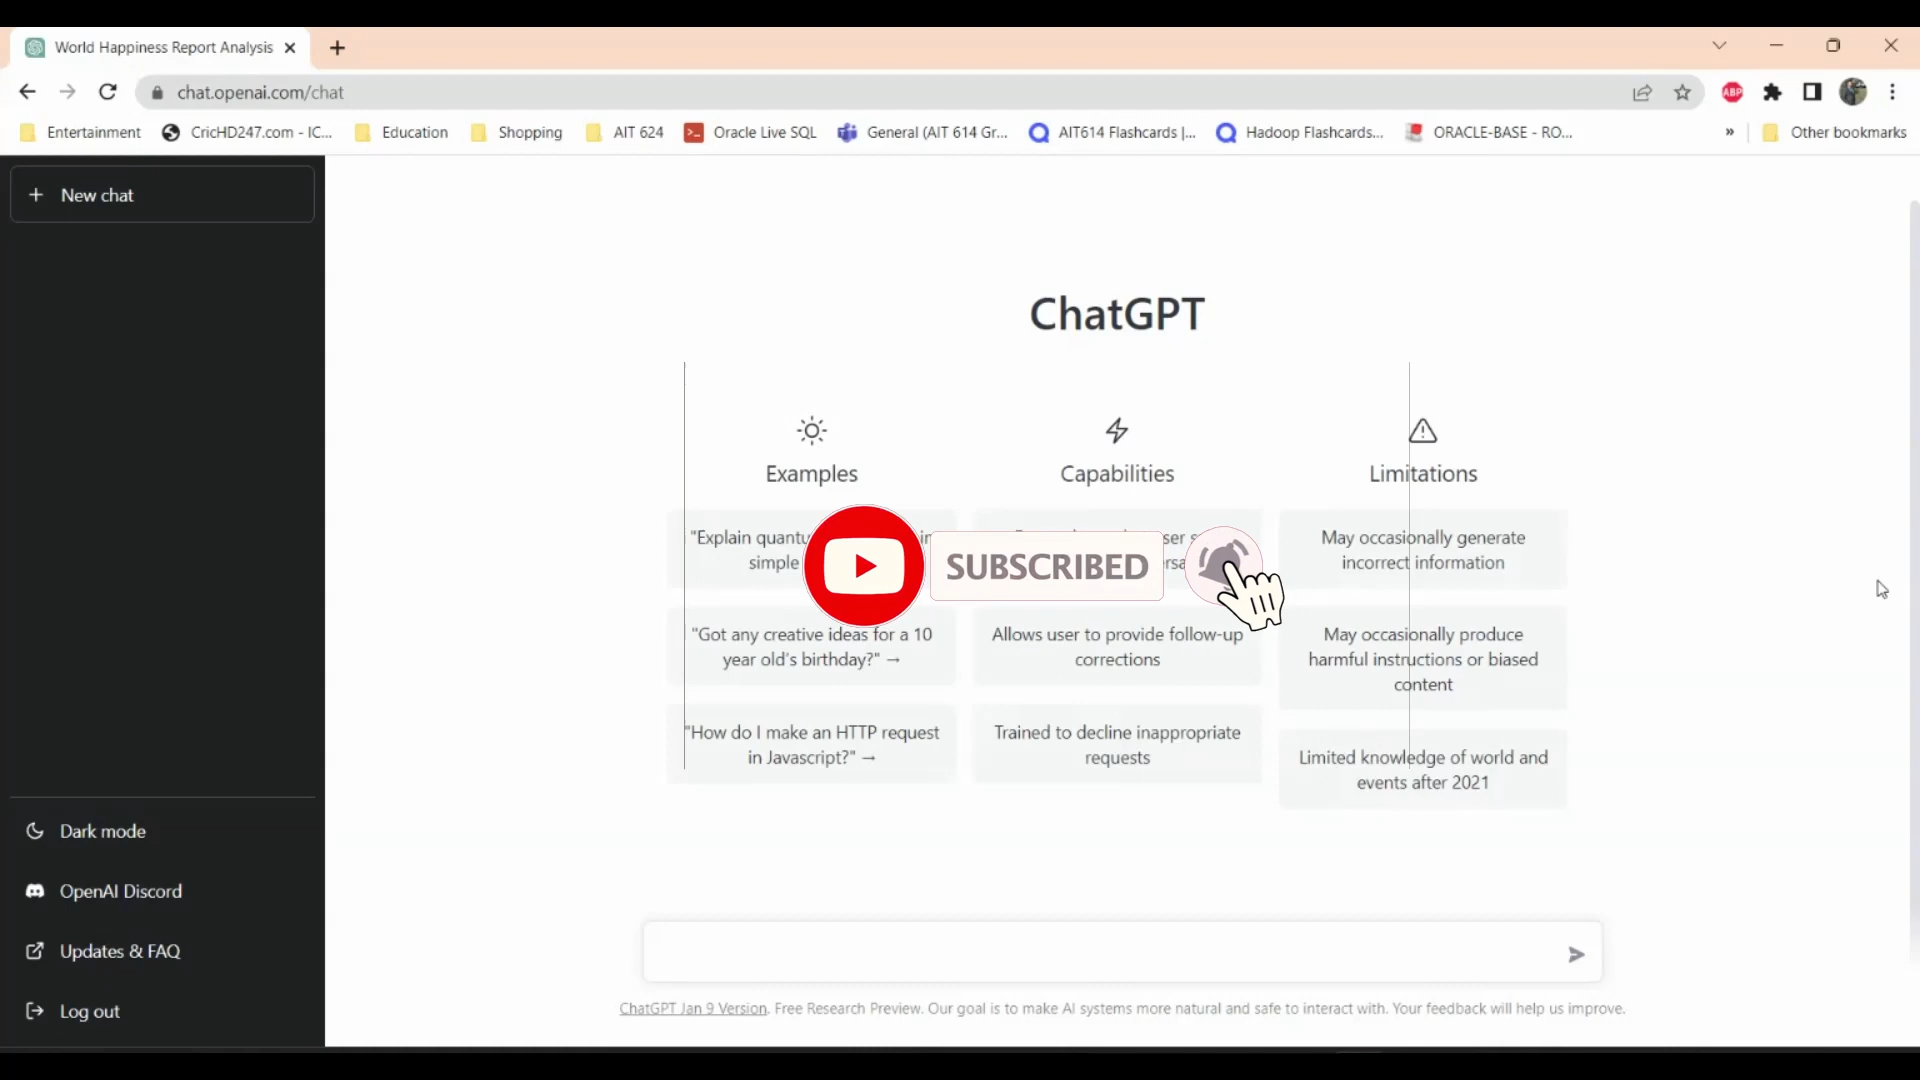 World Happiness Report Analysis
chat.openai.com/chat
ABP
Entertainment
CricHD247.com - IC...
Education
Shopping
AIT 624
Oracle Live SQL
General (AIT 614 Gr...
AIT614 Flashcards |...
Hadoop Flashcards...
ORACLE-BASE - RO...
»
Other bookmarks
+ New chat
ChatGPT
Examples
Capabilities
Limitations
"Explain
simple
SUBSCRIBED
May occasionally generate
incorrect information
"Got any creative ideas for a 10
year old's birthday?" →
Allows user to provide follow-up
corrections
May occasionally produce
harmful instructions or biased
content
"How do I make an HTTP request
in Javascript?" →
Trained to decline inappropriate
requests
Limited knowledge of world and
events after 2021
Dark mode
OpenAI Discord
Updates & FAQ
Log out
ChatGPT Jan 9 Version. Free Research Preview. Our goal is to make AI systems more natural and safe to interact with. Your feedback will help us improve.